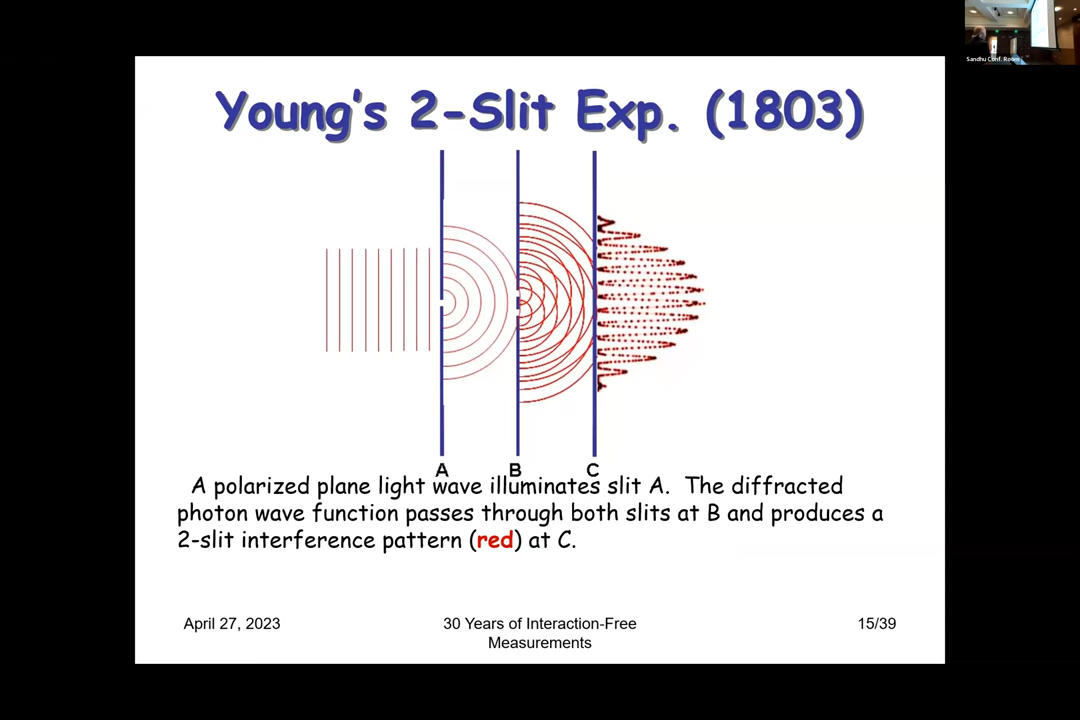 Sandhu Conf. Room
Young's 2-Slit Exp. (1803)
A B C
A polarized plane light wave illuminates slit A. The diffracted
photon wave function passes through both slits at B and produces a
2-slit interference pattern (red) at C.
April 27, 2023
30 Years of Interaction-Free
Measurements
15/39